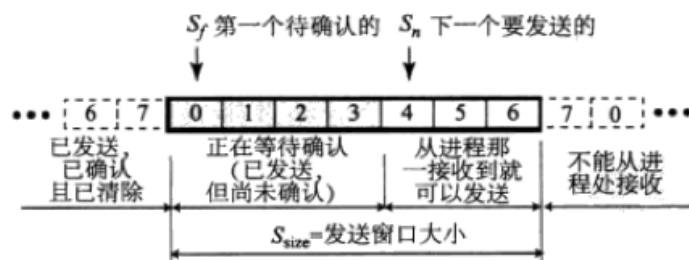 S_f 第一个待确认的 S_n 下一个要发送的
••• 6 7 0 1 2 3 4 5 6 7 0 •••
已发送,
已确认
且已清除
正在等待确认
(已发送,
但尚未确认)
从进程那
一接收到就
可以发送
不能从进
程处接收
S_size=发送窗口大小